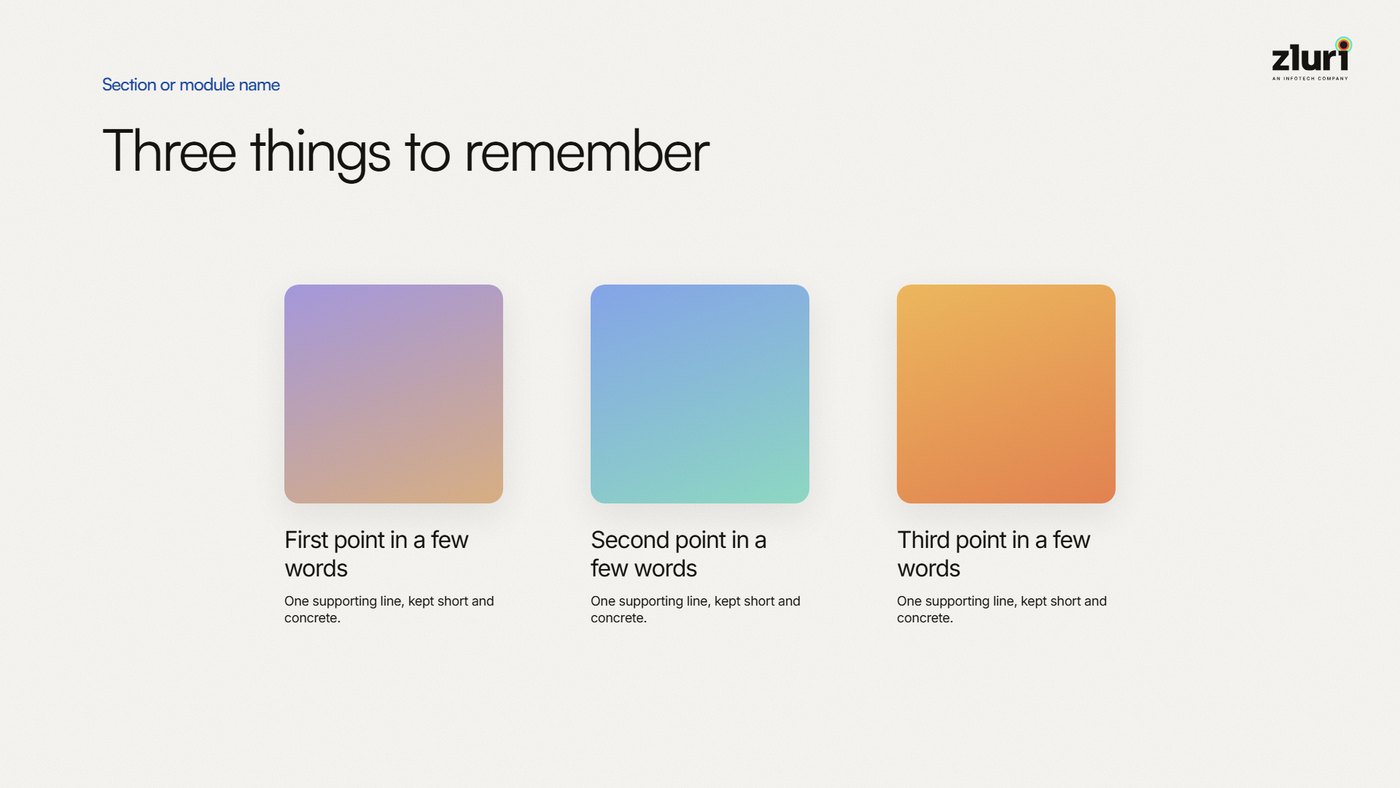 zluri
AN INFOTECH COMPANY
Section or module name
Three things to remember
First point in a few
words
One supporting line, kept short and
concrete.
Second point in a
few words
One supporting line, kept short and
concrete.
Third point in a few
words
One supporting line, kept short and
concrete.